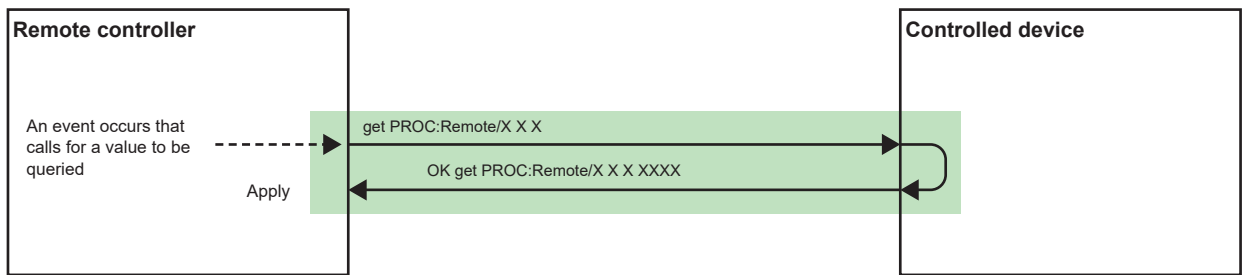 Remote controller
Controlled device
An event occurs that
calls for a value to be
queried
get PROC:Remote/X X X
OK get PROC:Remote/X X X XXXX
Apply